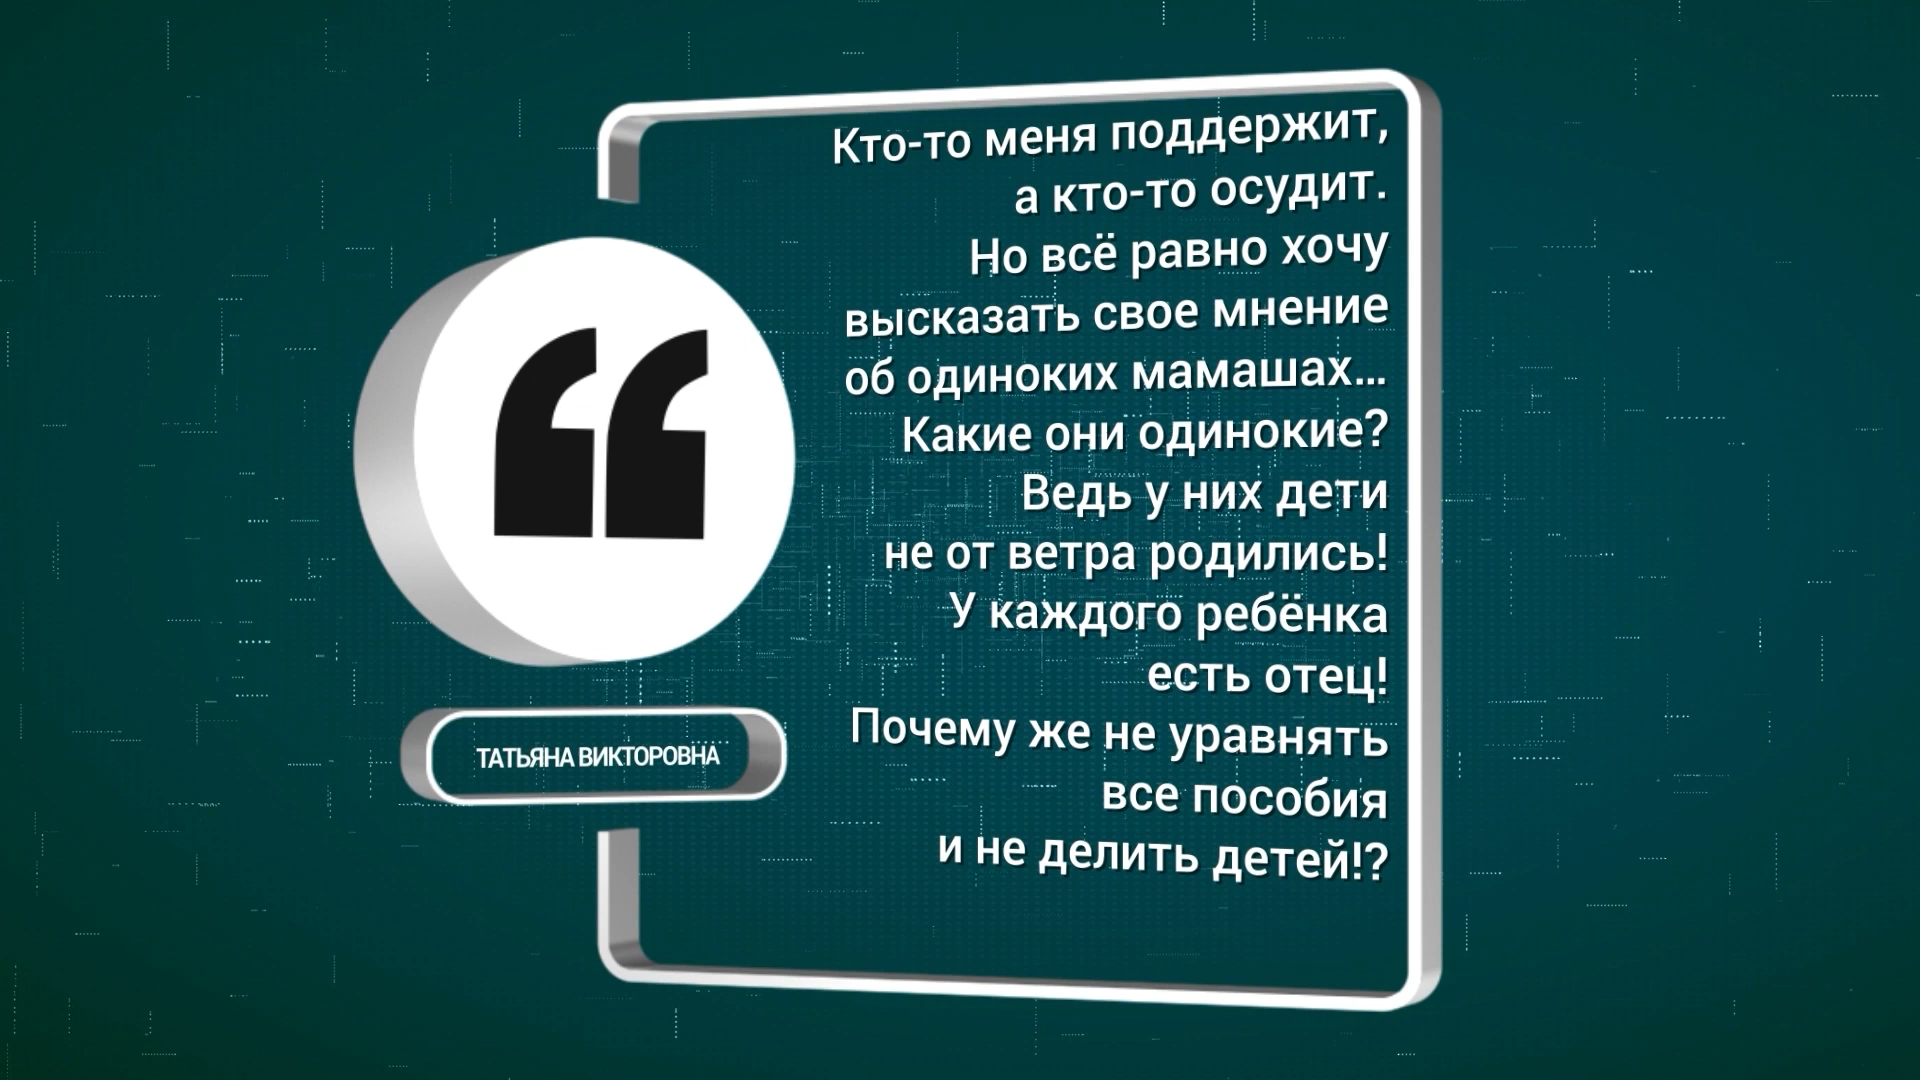 Кто-то меня поддержит,
а кто-то осудит.
Но всё равно хочу
высказать свое мнение
об одиноких мамашах...
Какие они одинокие?
Ведь у них дети
не от ветра родились!
У каждого ребёнка
есть отец!
Почему же не уравнять
все пособия
и не делить детей!?
ТАТЬЯНА ВИКТОРОВНА